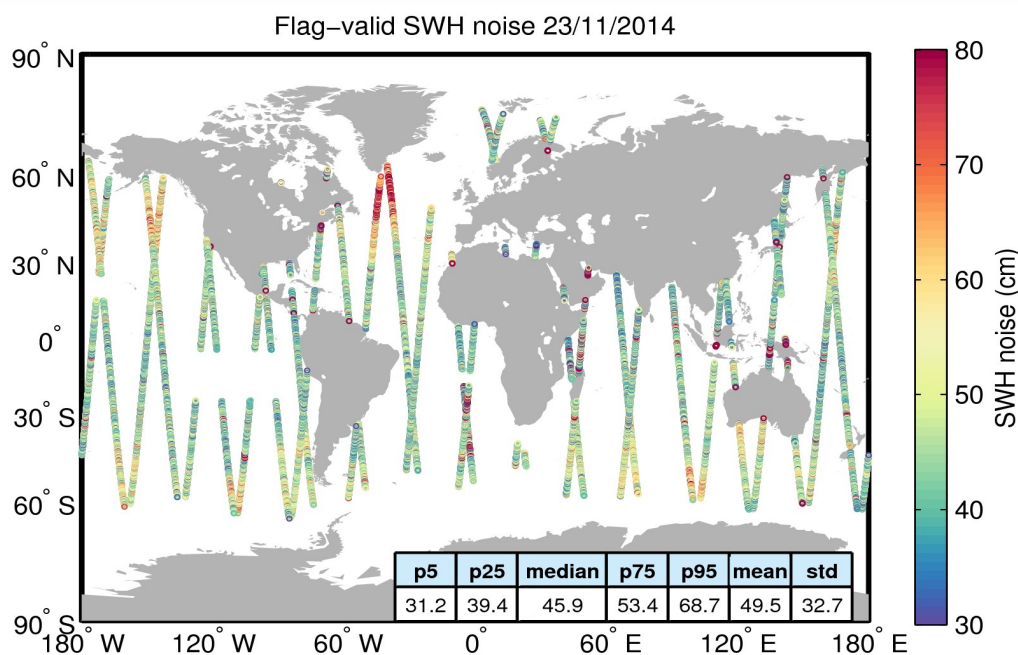 Flag−valid SWH noise 23/11/2014
90° N
60° N
30° N
0°
30° S
60° S
90° S
180° W
120° W
60° W
0°
60° E
120° E
180° E
80
70
60
50
40
30
SWH noise (cm)
p5 p25 median p75 p95 mean std
31.2 39.4 45.9 53.4 68.7 49.5 32.7